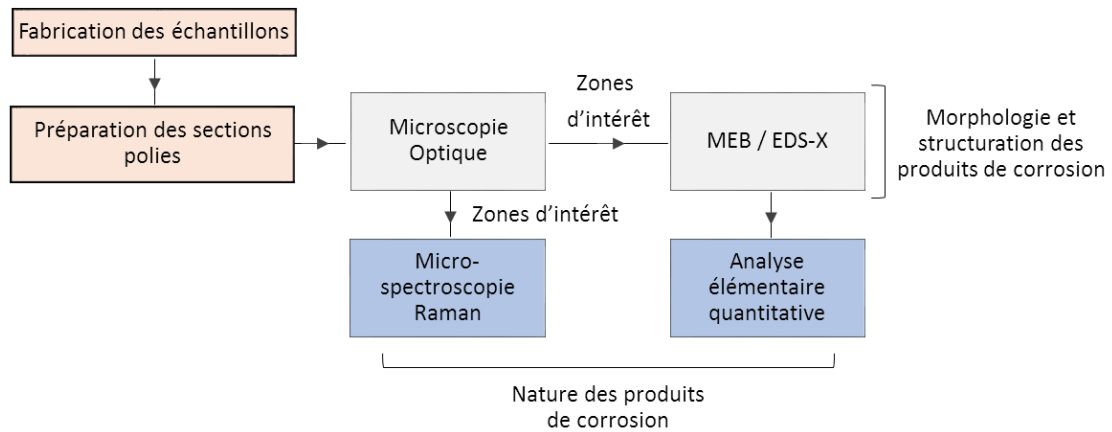 Fabrication des échantillons
Préparation des sections
polies
Microscopie
Optique
Zones
d’intérêt
MEB / EDS-X
Morphologie et
structuration des
produits de corrosion
Zones d’intérêt
Micro-
spectroscopie
Raman
Analyse
élémentaire
quantitative
Nature des produits
de corrosion